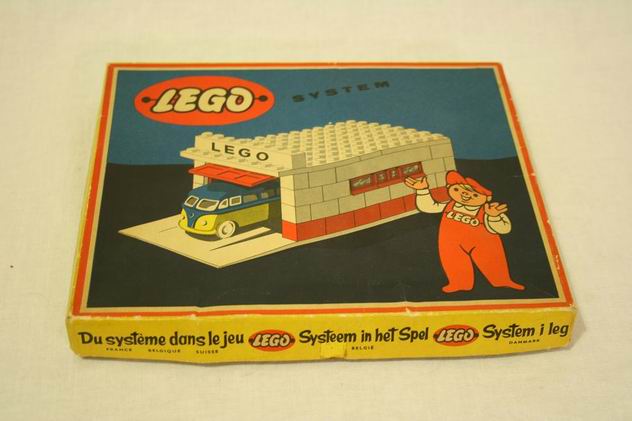 LEGO SYSTEM
LEGO
LEGO
Du système dans le jeu LEGO Systeem in het Spel LEGO System i leg
FRANCE BELGIQUE SUISSE BELGIË DANMARK